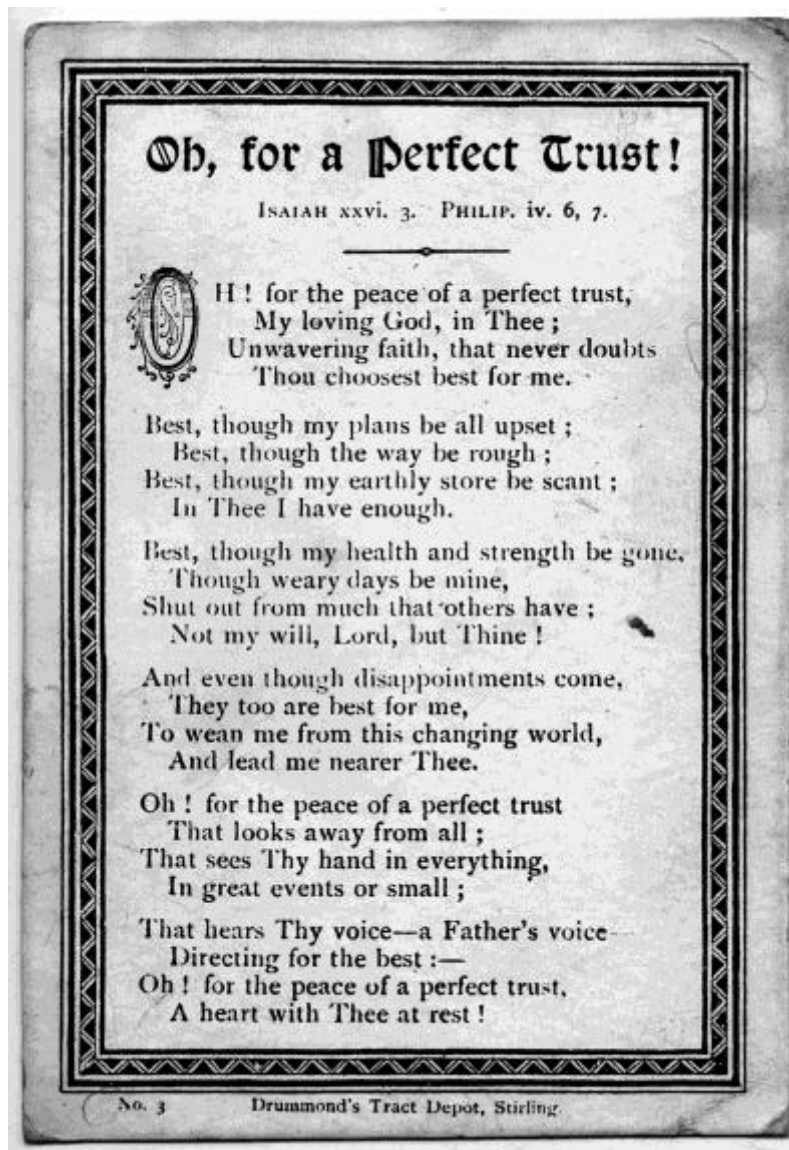 Oh, for a Perfect Trust!
Isaiah xxvi. 3. Philip. iv. 6, 7.
OH! for the peace of a perfect trust,
My loving God, in Thee;
Unwavering faith, that never doubts
Thou choosest best for me.
Best, though my plans be all upset;
Best, though the way be rough;
Best, though my earthly store be scant;
In Thee I have enough.
Best, though my health and strength be gone,
Though weary days be mine,
Shut out from much that others have;
Not my will, Lord, but Thine!
And even though disappointments come,
They too are best for me,
To wean me from this changing world,
And lead me nearer Thee.
Oh! for the peace of a perfect trust
That looks away from all;
That sees Thy hand in everything,
In great events or small;
That hears Thy voice—a Father's voice—
Directing for the best:—
Oh! for the peace of a perfect trust,
A heart with Thee at rest!
No. 3 Drummond's Tract Depot, Stirling.